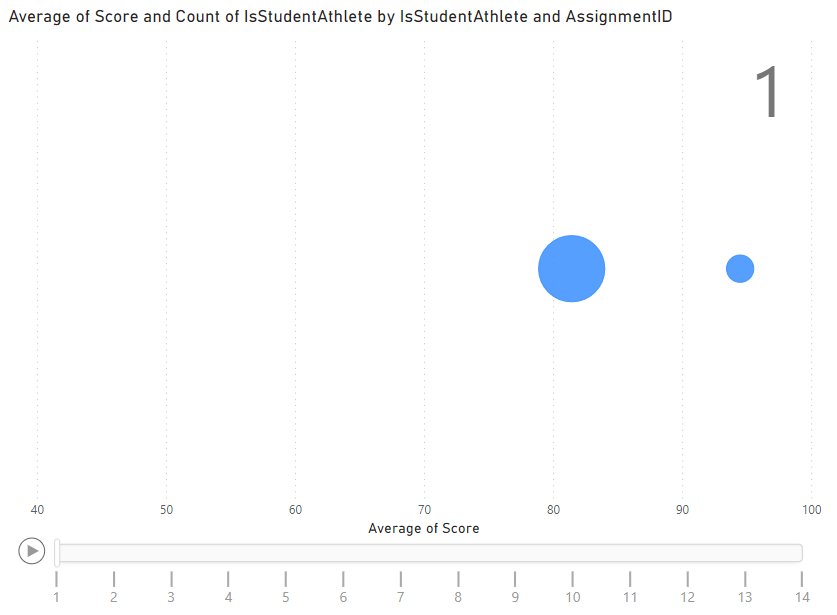 Average of Score and Count of IsStudentAthlete by IsStudentAthlete and AssignmentID
1
40 50 60 70 80 90 100
Average of Score
1 2 3 4 5 6 7 8 9 10 11 12 13 14